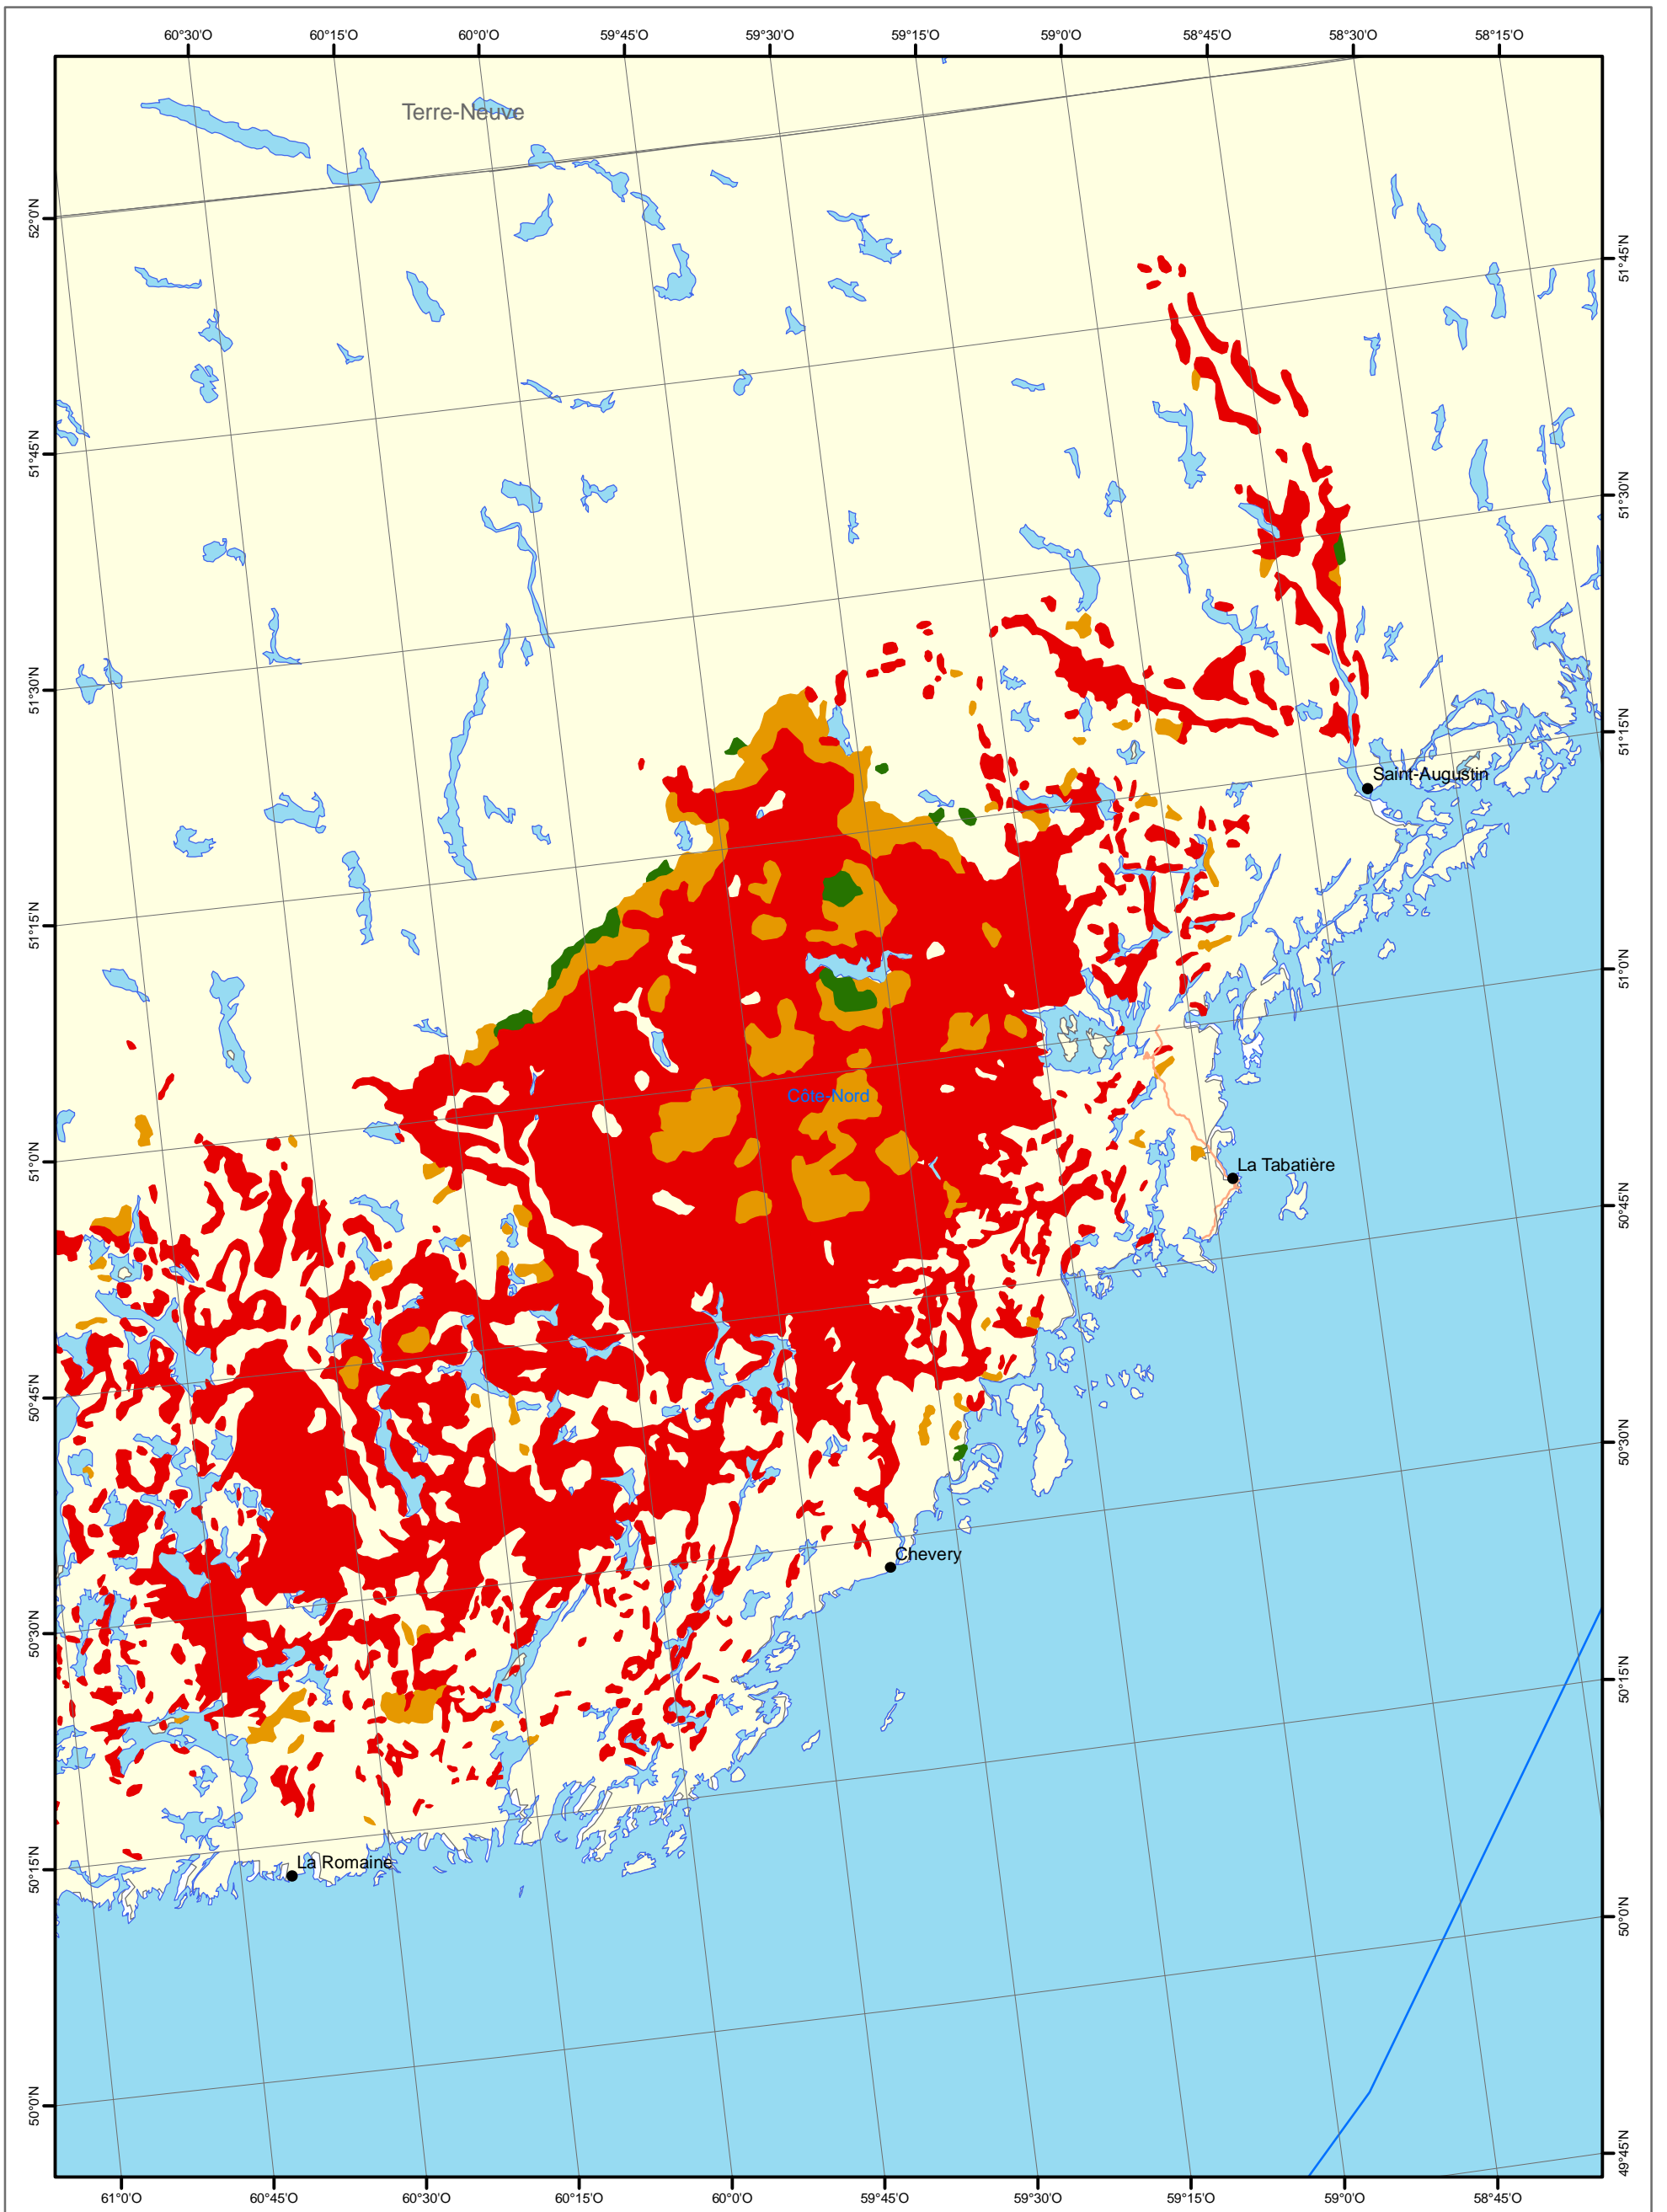 60°30'O 60°15'O 60°0'O 59°45'O 59°30'O 59°15'O 59°0'O 58°45'O 58°30'O 58°15'O
Terre-Neuve
52°0'N
51°45'N
51°45'N
51°30'N
51°30'N
51°15'N
Saint-Augustin
51°15'N
51°0'N
Côte-Nord
51°0'N
La Tabatière
50°45'N
50°45'N
50°30'N
Chevery
50°30'N
50°15'N
La Romaine
50°15'N
50°0'N
50°0'N
49°45'N
61°0'O 60°45'O 60°30'O 60°15'O 60°0'O 59°45'O 59°30'O 59°15'O 59°0'O 58°45'O